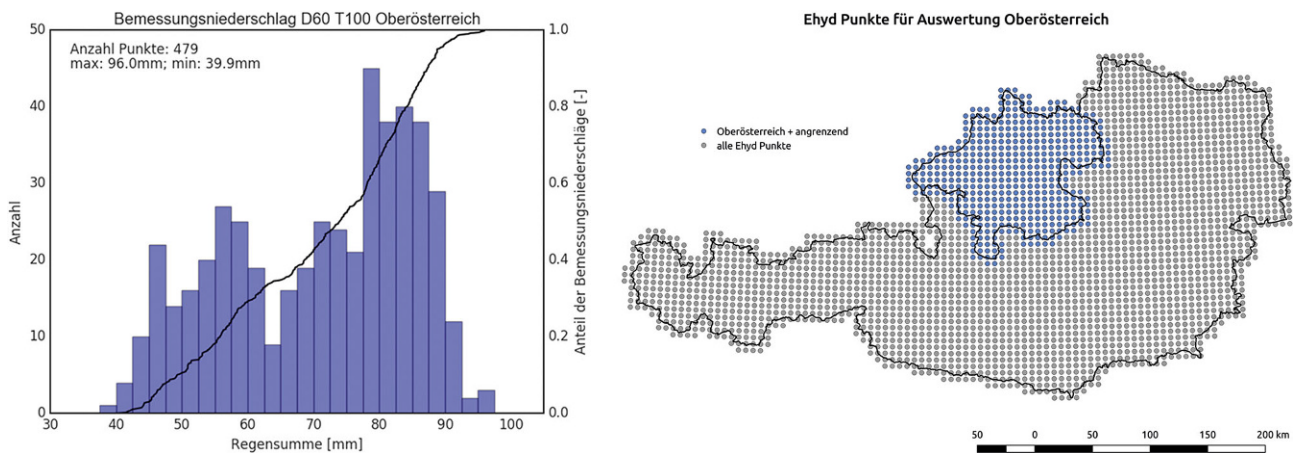 Bemessungsniederschlag D60 T100 Oberösterreich
Anzahl Punkte: 479
max: 96.0mm; min: 39.9mm
Anzahl
50
40
30
20
10
0
30 40 50 60 70 80 90 100
Regensumme [mm]
1.0
0.8
0.6
0.4
0.2
0.0
Anteil der Bemessungsniederschläge [-]
Ehyd Punkte für Auswertung Oberösterreich
Oberösterreich + angrenzend
alle Ehyd Punkte
50 0 50 100 150 200 km